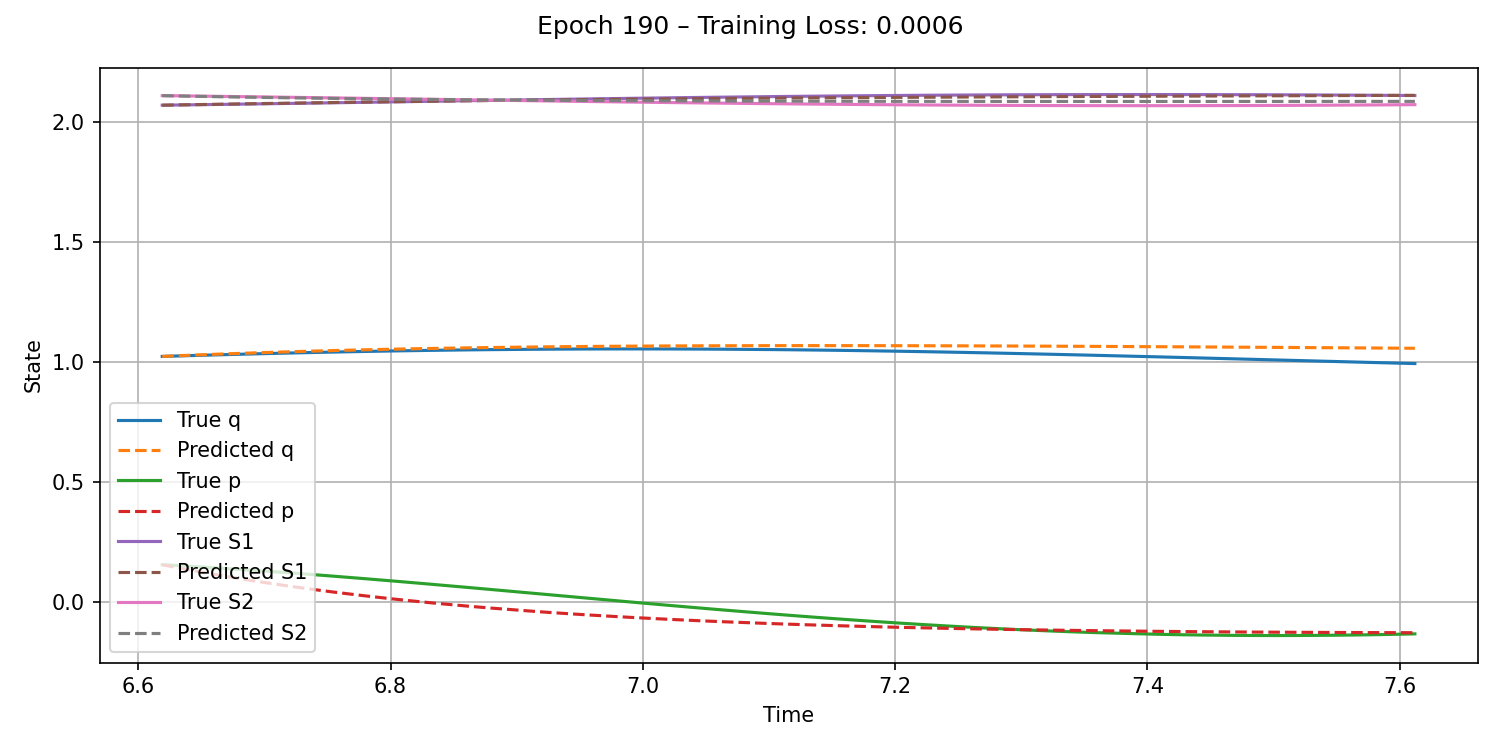 Epoch 190 – Training Loss: 0.0006
2.0
1.5
1.0
0.5
0.0
State
True q
Predicted q
True p
Predicted p
True S1
Predicted S1
True S2
Predicted S2
6.6 6.8 7.0 7.2 7.4 7.6
Time